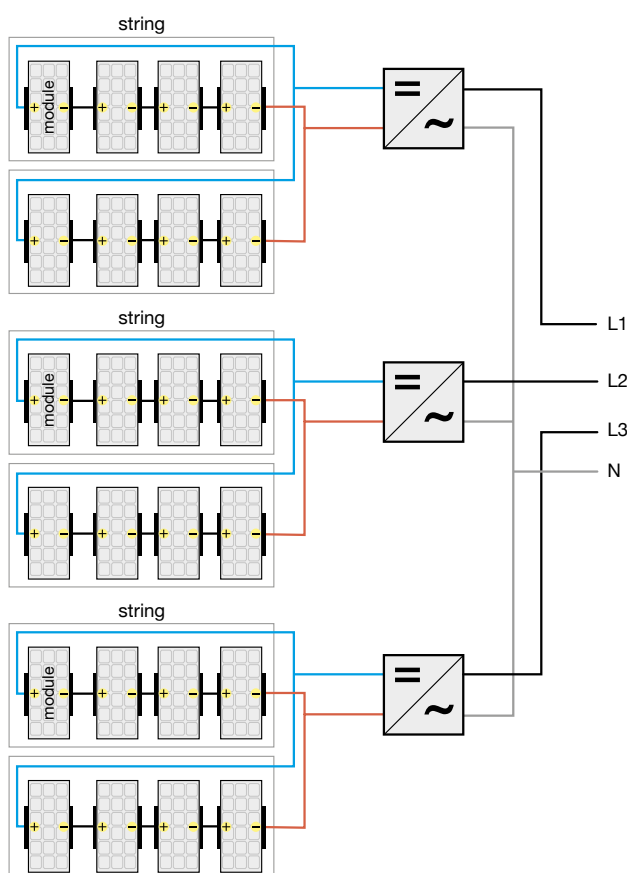 string
module
+ − + − + − + −
+ − + − + − + −
= ~
L1
string
module
+ − + − + − + −
+ − + − + − + −
= ~
L2
L3
N
string
module
+ − + − + − + −
+ − + − + − + −
= ~